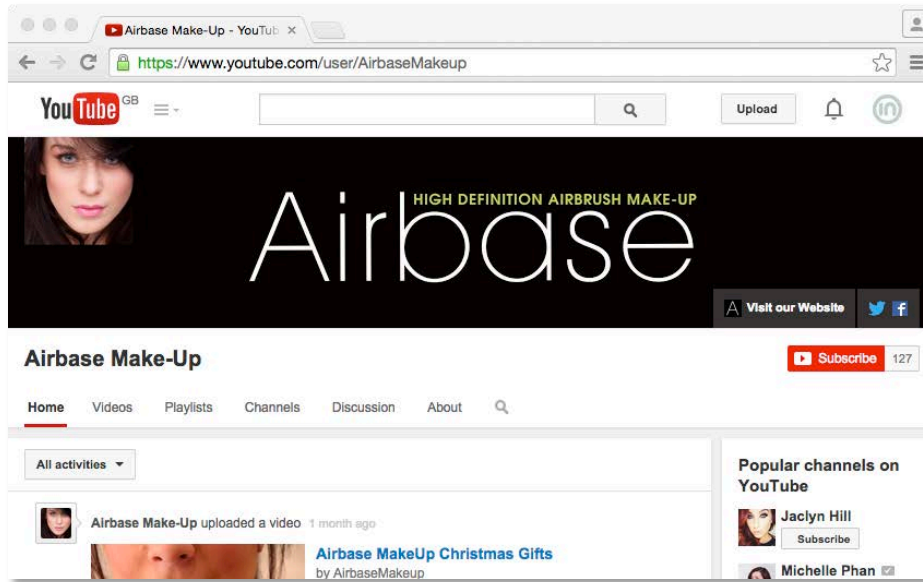 Airbase Make-Up - YouTub
https://www.youtube.com/user/AirbaseMakeup
YouTube GB
Upload
HIGH DEFINITION AIRBRUSH MAKE-UP
Airbase
A Visit our Website
Airbase Make-Up
Subscribe 127
Home Videos Playlists Channels Discussion About
All activities
Popular channels on
YouTube
Airbase Make-Up uploaded a video 1 month ago
Jaclyn Hill
Subscribe
Airbase MakeUp Christmas Gifts
by AirbaseMakeup
Michelle Phan